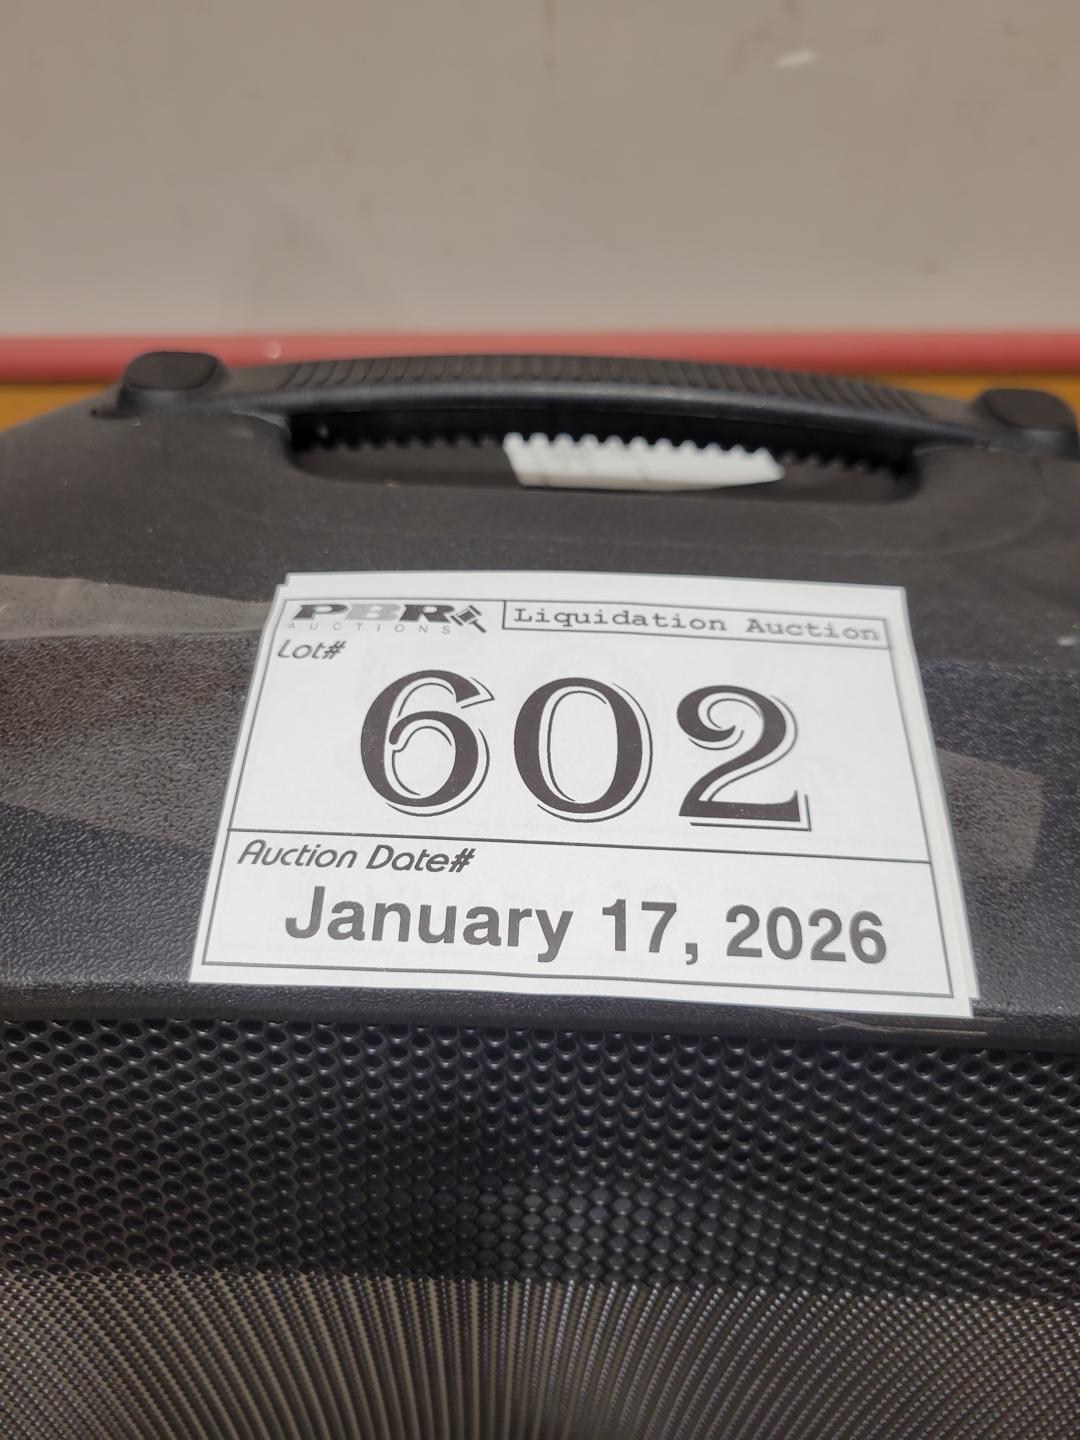 PBR
AUCTIONS
Liquidation Auction
Lot#
602
Auction Date#
January 17, 2026